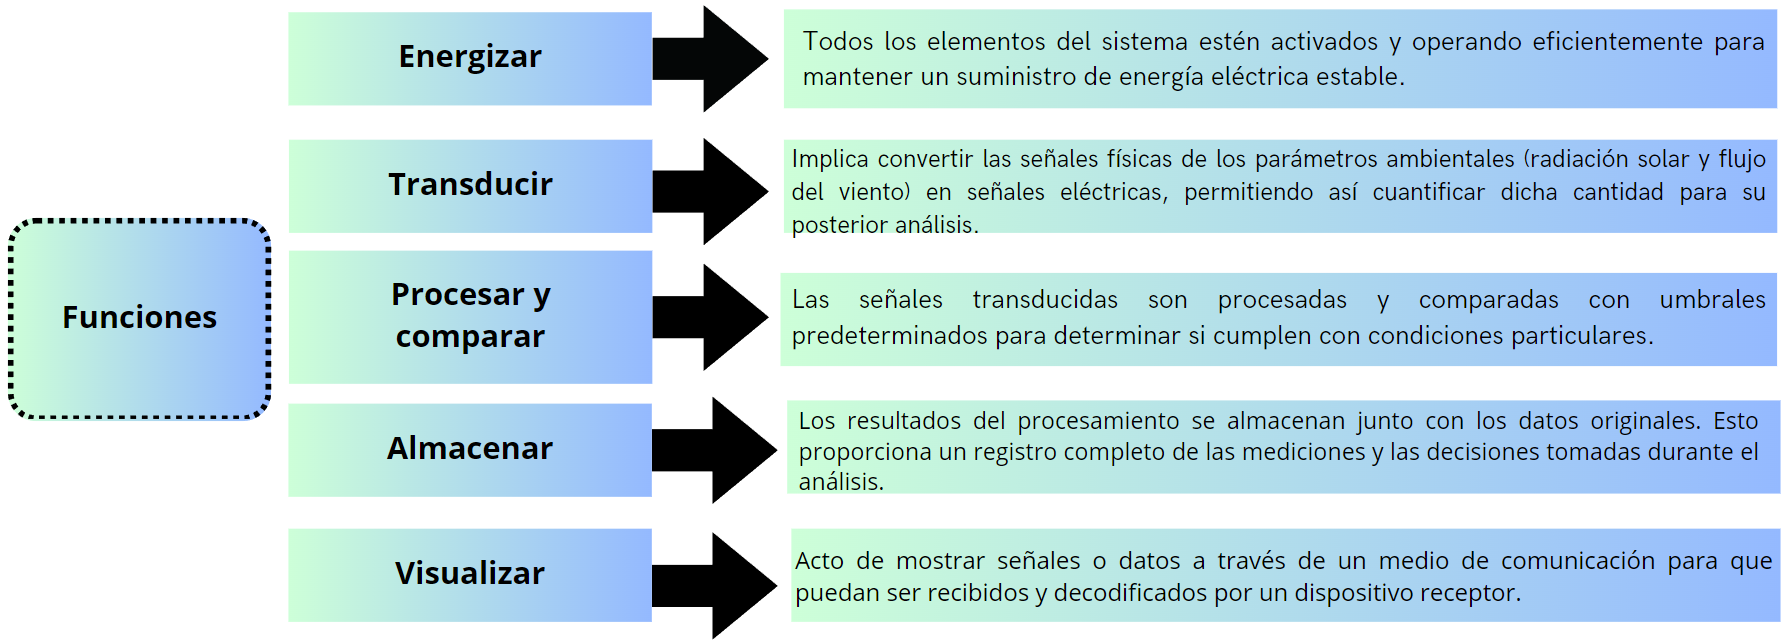 Funciones
Energizar
Todos los elementos del sistema estén activados y operando eficientemente para
mantener un suministro de energía eléctrica estable.
Transducir
Implica convertir las señales físicas de los parámetros ambientales (radiación solar y flujo
del viento) en señales eléctricas, permitiendo así cuantificar dicha cantidad para su
posterior análisis.
Procesar y
comparar
Las señales transducidas son procesadas y comparadas con umbrales
predeterminados para determinar si cumplen con condiciones particulares.
Almacenar
Los resultados del procesamiento se almacenan junto con los datos originales. Esto
proporciona un registro completo de las mediciones y las decisiones tomadas durante el
análisis.
Visualizar
Acto de mostrar señales o datos a través de un medio de comunicación para que
puedan ser recibidos y decodificados por un dispositivo receptor.